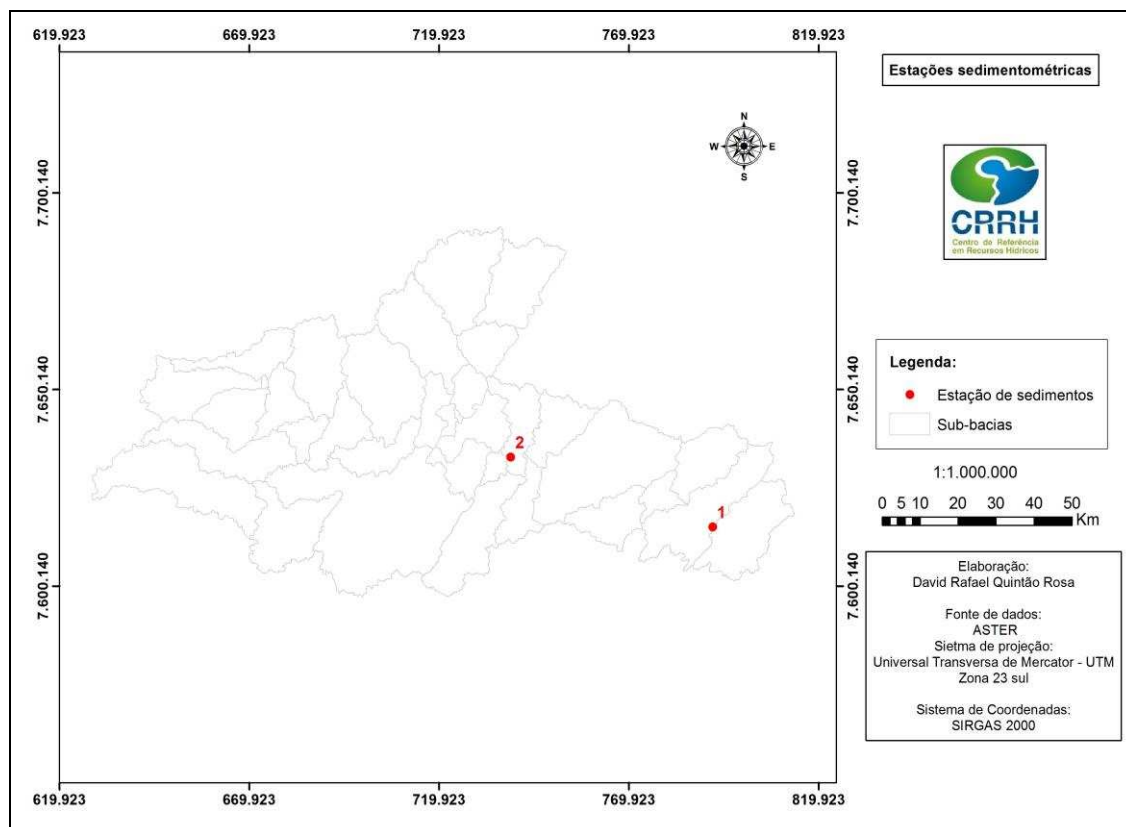 619.923 669.923 719.923 769.923 819.923
Estações sedimentométricas
N
W E
S
7.700.140 7.700.140
CRRH
Centro de Referência
em Recursos Hídricos
Legenda:
7.650.140 7.650.140
Estação de sedimentos
Sub-bacias
2
1:1.000.000
0 5 10 20 30 40 50
Km
1
7.600.140 7.600.140
Elaboração:
David Rafael Quintão Rosa
Fonte de dados:
ASTER
Sietma de projeção:
Universal Transversa de Mercator - UTM
Zona 23 sul
Sistema de Coordenadas:
SIRGAS 2000
619.923 669.923 719.923 769.923 819.923